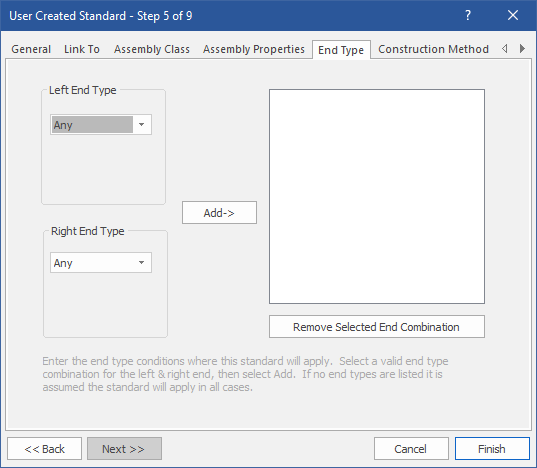 User Created Standard - Step 5 of 9 ?
General Link To Assembly Class Assembly Properties End Type Construction Method
Left End Type
Any
Add->
Right End Type
Any
Remove Selected End Combination
Enter the end type conditions where this standard will apply. Select a valid end type
combination for the left & right end, then select Add. If no end types are listed it is
assumed the standard will apply in all cases.
<< Back Next >> Cancel Finish